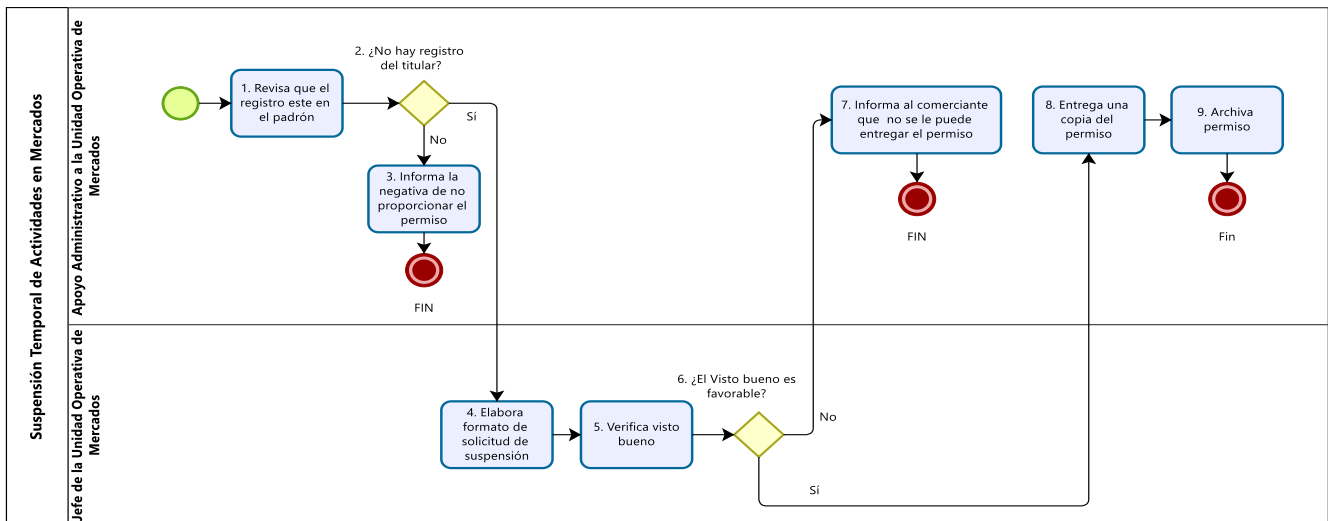 Suspensión Temporal de Actividades en Mercados
Apoyo Administrativo a la Unidad Operativa de
Mercados
1. Revisa que el
registro este en
el padrón
2. ¿No hay registro
del titular?
Sí
No
3. Informa la
negativa de no
proporcionar el
permiso
FIN
7. Informa al comerciante
que no se le puede
entregar el permiso
FIN
8. Entrega una
copia del
permiso
9. Archiva
permiso
Fin
Jefe de la Unidad Operativa de
Mercados
4. Elabora
formato de
solicitud de
suspensión
5. Verifica visto
bueno
6. ¿El Visto bueno es
favorable?
No
Sí